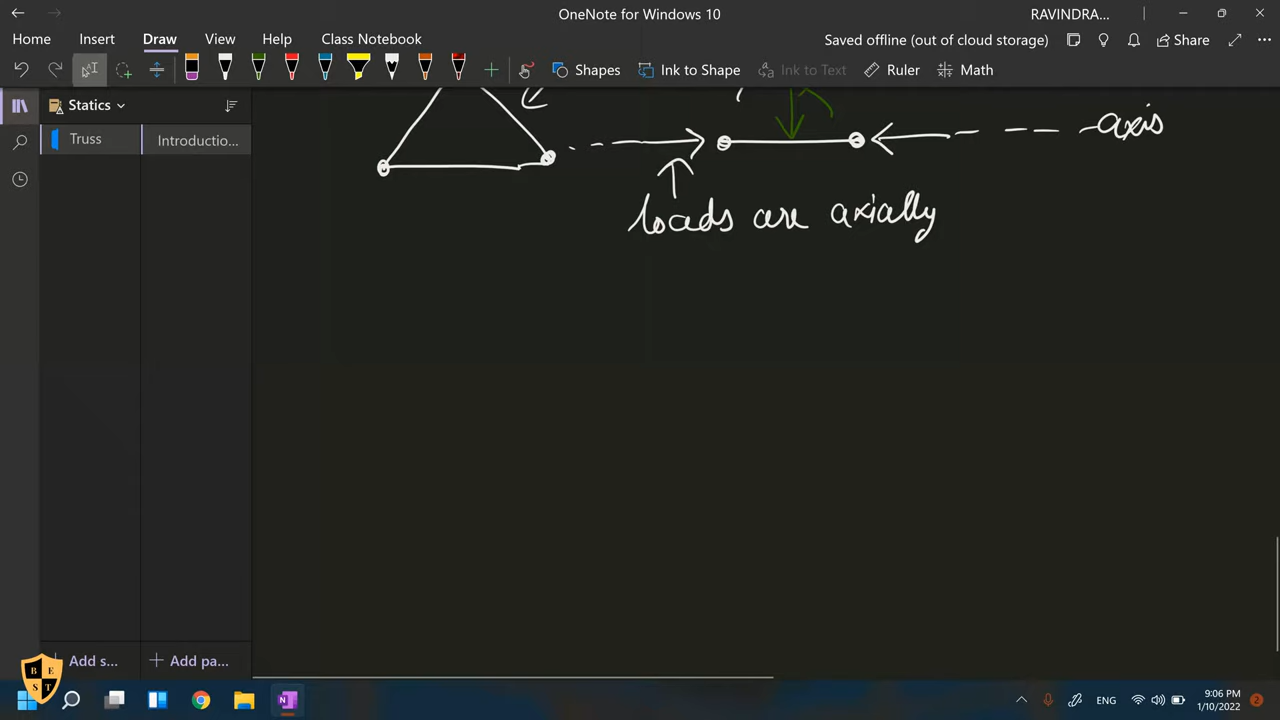 OneNote for Windows 10
RAVINDRA...
Home Insert Draw View Help Class Notebook
Saved offline (out of cloud storage)
Share
Shapes Ink to Shape Ink to Text Ruler Math
Statics
Truss
Introductio...
axis
loads are axially
Add s...
Add pa...
BEST
ENG
9:06 PM
1/10/2022
2